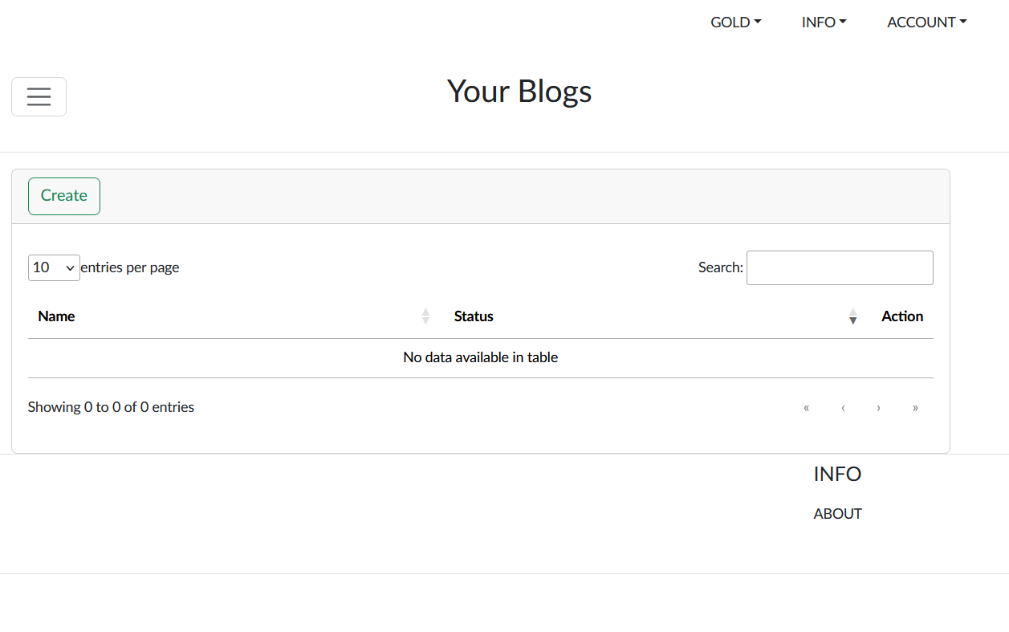 GOLD INFO ACCOUNT
Your Blogs
Create
10 entries per page Search:
Name Status Action
No data available in table
Showing 0 to 0 of 0 entries « ‹ › »
INFO
ABOUT